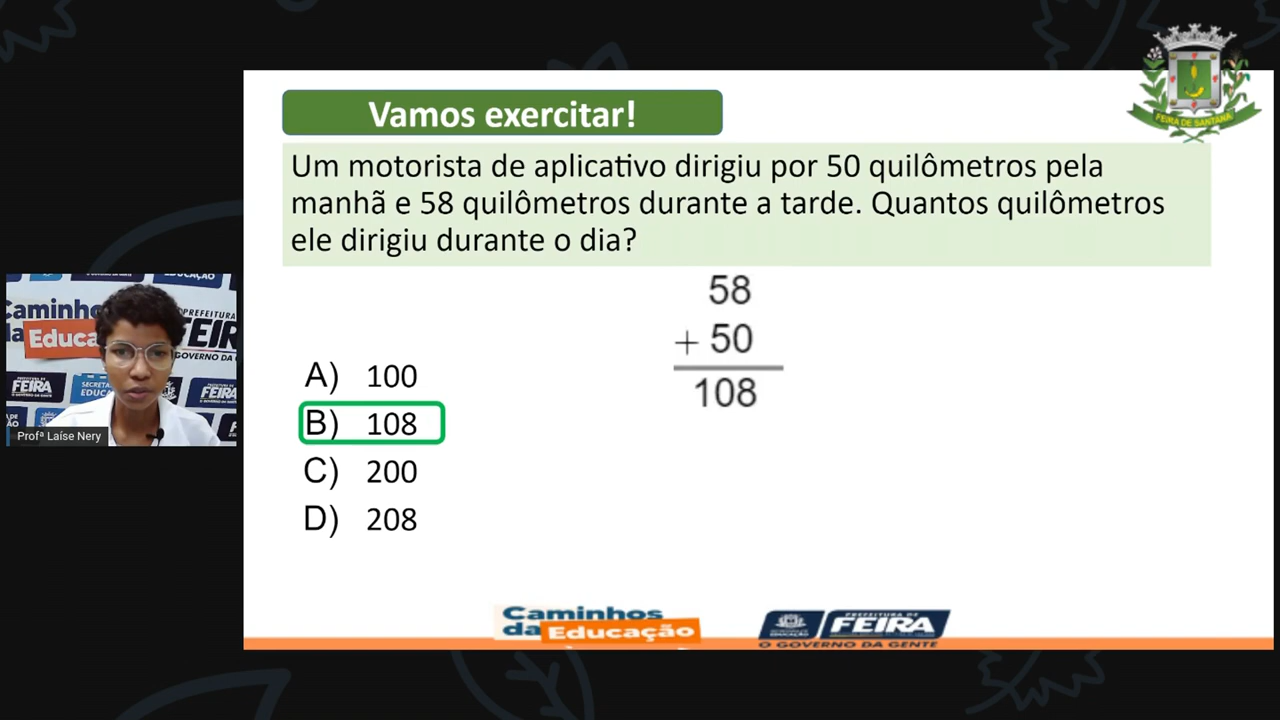 FEIRA DE SANTANA
Vamos exercitar!
Um motorista de aplicativo dirigiu por 50 quilômetros pela
manhã e 58 quilômetros durante a tarde. Quantos quilômetros
ele dirigiu durante o dia?
58
+ 50
108
A) 100
B) 108
C) 200
D) 208
Profª Laíse Nery
Caminhos
da Educação
PREFEITURA DE
FEIRA
O GOVERNO DA GENTE